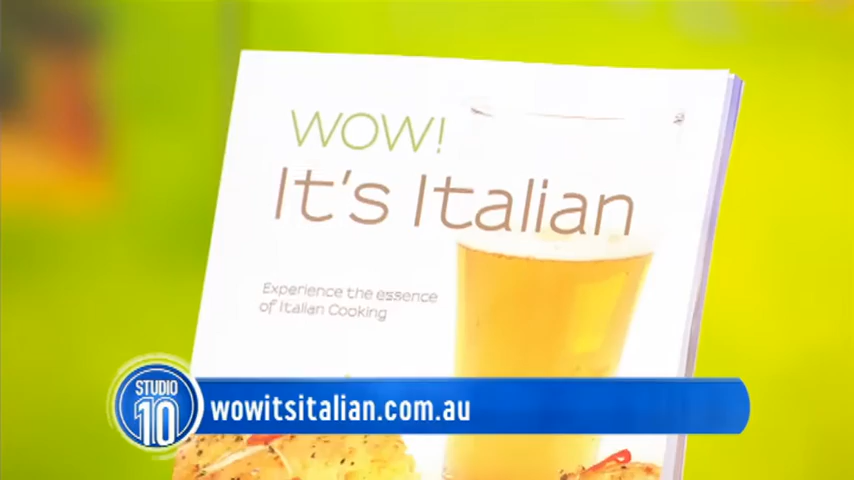 WOW!
It's Italian
Experience the essence
of Italian Cooking
STUDIO
10
wowitsitalian.com.au